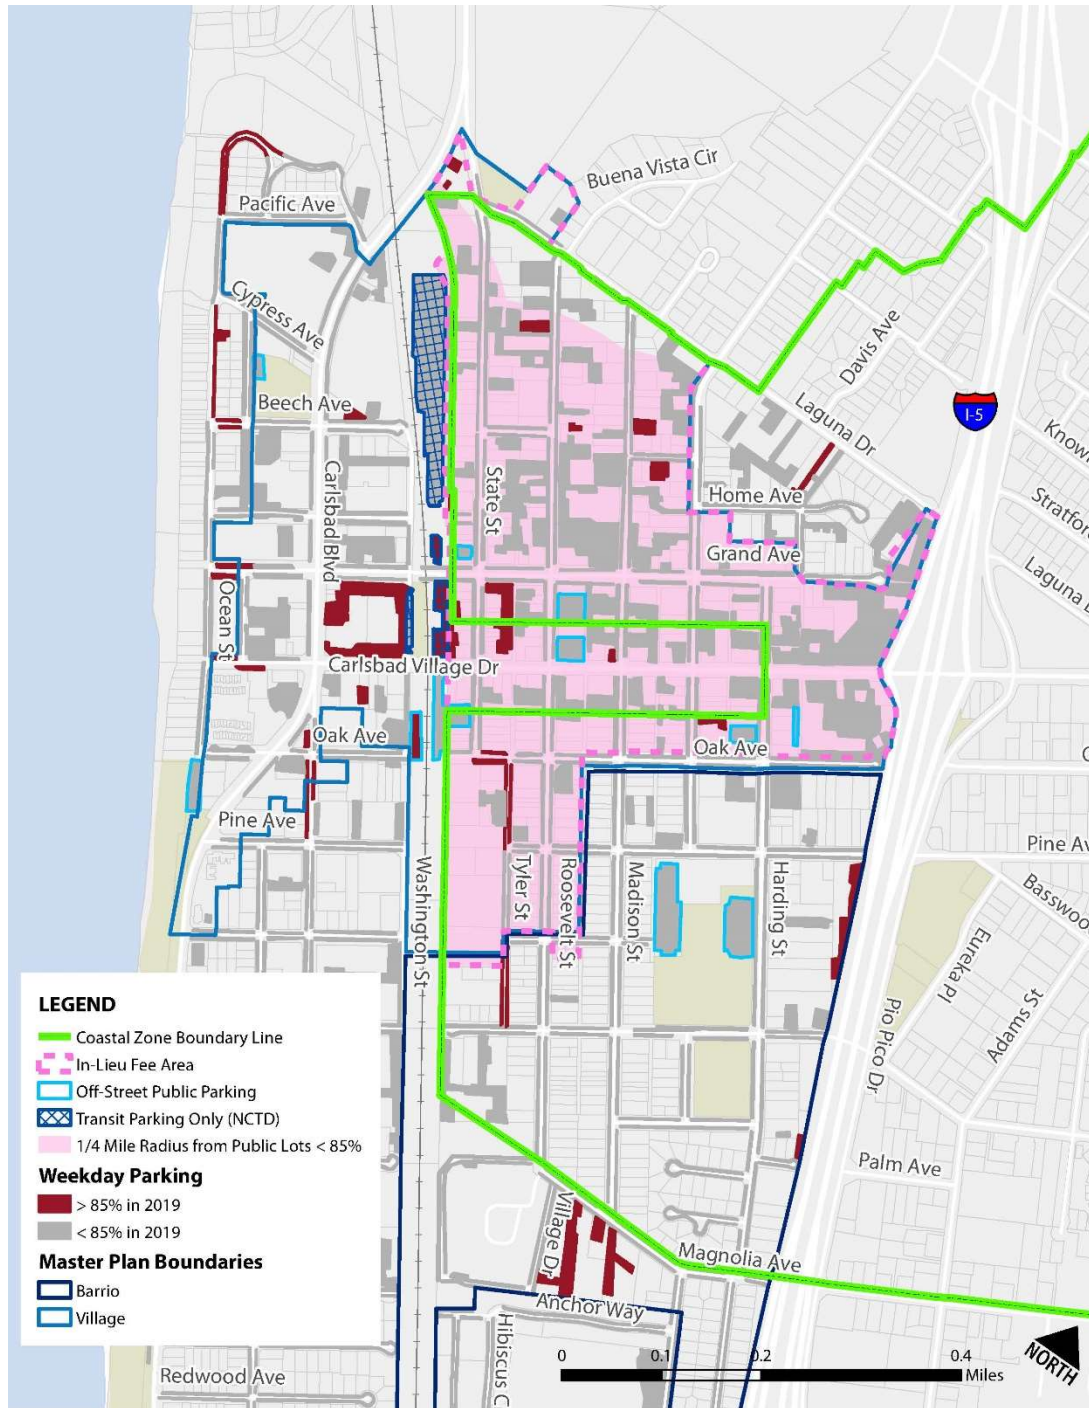 Buena Vista Cir
Pacific Ave
Cypress Ave
Davis Ave
Beech Ave
Laguna Dr
I-5
Know
Carlsbad Blvd
State St
Home Ave
Stratford
Grand Ave
Laguna
Ocean St
Carlsbad Village Dr
Oak Ave
Oak Ave
Pine Ave
Pine Av
Washington St
Tyler St
Roosevelt St
Madison St
Harding St
Basswoo
Eureka Pl
Adams St
Pio Pico Dr
LEGEND
Coastal Zone Boundary Line
In-Lieu Fee Area
Off-Street Public Parking
Transit Parking Only (NCTD)
1/4 Mile Radius from Public Lots < 85%
Weekday Parking
> 85% in 2019
< 85% in 2019
Master Plan Boundaries
Barrio
Village
Palm Ave
Village Dr
Magnolia Ave
Anchor Way
Hibiscus C
Redwood Ave
0 0.1 0.2 0.4
Miles
NORTH